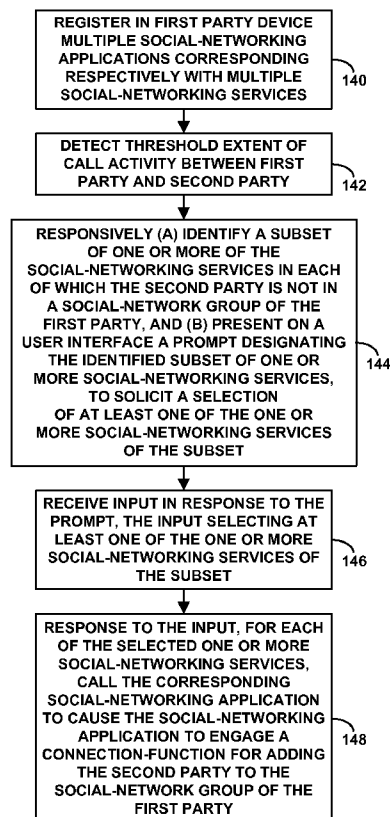 REGISTER IN FIRST PARTY DEVICE
MULTIPLE SOCIAL-NETWORKING
APPLICATIONS CORRESPONDING
RESPECTIVELY WITH MULTIPLE
SOCIAL-NETWORKING SERVICES
140
DETECT THRESHOLD EXTENT OF
CALL ACTIVITY BETWEEN FIRST
PARTY AND SECOND PARTY
142
RESPONSIVELY (A) IDENTIFY A SUBSET
OF ONE OR MORE OF THE
SOCIAL-NETWORKING SERVICES IN EACH
OF WHICH THE SECOND PARTY IS NOT IN
A SOCIAL-NETWORK GROUP OF THE
FIRST PARTY, AND (B) PRESENT ON A
USER INTERFACE A PROMPT DESIGNATING
THE IDENTIFIED SUBSET OF ONE OR
MORE SOCIAL-NETWORKING SERVICES,
TO SOLICIT A SELECTION
OF AT LEAST ONE OF THE ONE OR
MORE SOCIAL-NETWORKING SERVICES
OF THE SUBSET
144
RECEIVE INPUT IN RESPONSE TO THE
PROMPT, THE INPUT SELECTING AT
LEAST ONE OF THE ONE OR MORE
SOCIAL-NETWORKING SERVICES OF
THE SUBSET
146
RESPONSE TO THE INPUT, FOR EACH
OF THE SELECTED ONE OR MORE
SOCIAL-NETWORKING SERVICES,
CALL THE CORRESPONDING
SOCIAL-NETWORKING APPLICATION
TO CAUSE THE SOCIAL-NETWORKING
APPLICATION TO ENGAGE A
CONNECTION-FUNCTION FOR ADDING
THE SECOND PARTY TO THE
SOCIAL-NETWORK GROUP OF THE
FIRST PARTY
148